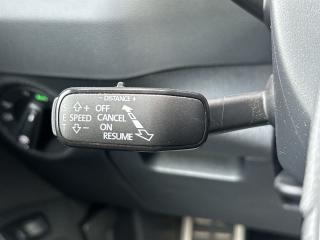 - DISTANCE +
S + OFF
E SPEED CANCEL
- ON
RESUME